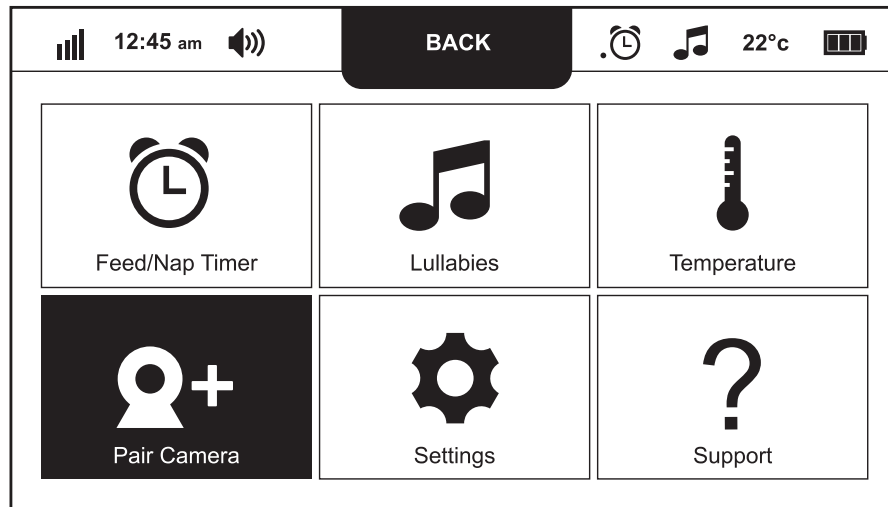 12:45 am BACK 22°c
Feed/Nap Timer Lullabies Temperature
Pair Camera Settings Support